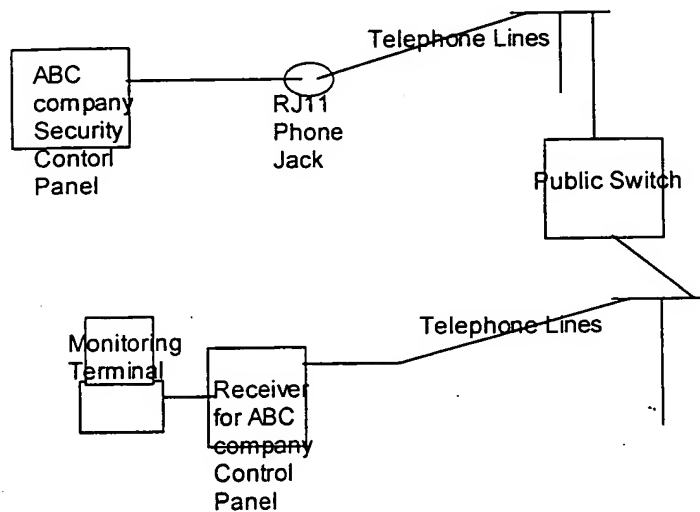 Telephone Lines
ABC
company
Security
Contorl
Panel
RJ11
Phone
Jack
Public Switch
Telephone Lines
Monitoring
Terminal
Receiver
for ABC
company
Control
Panel